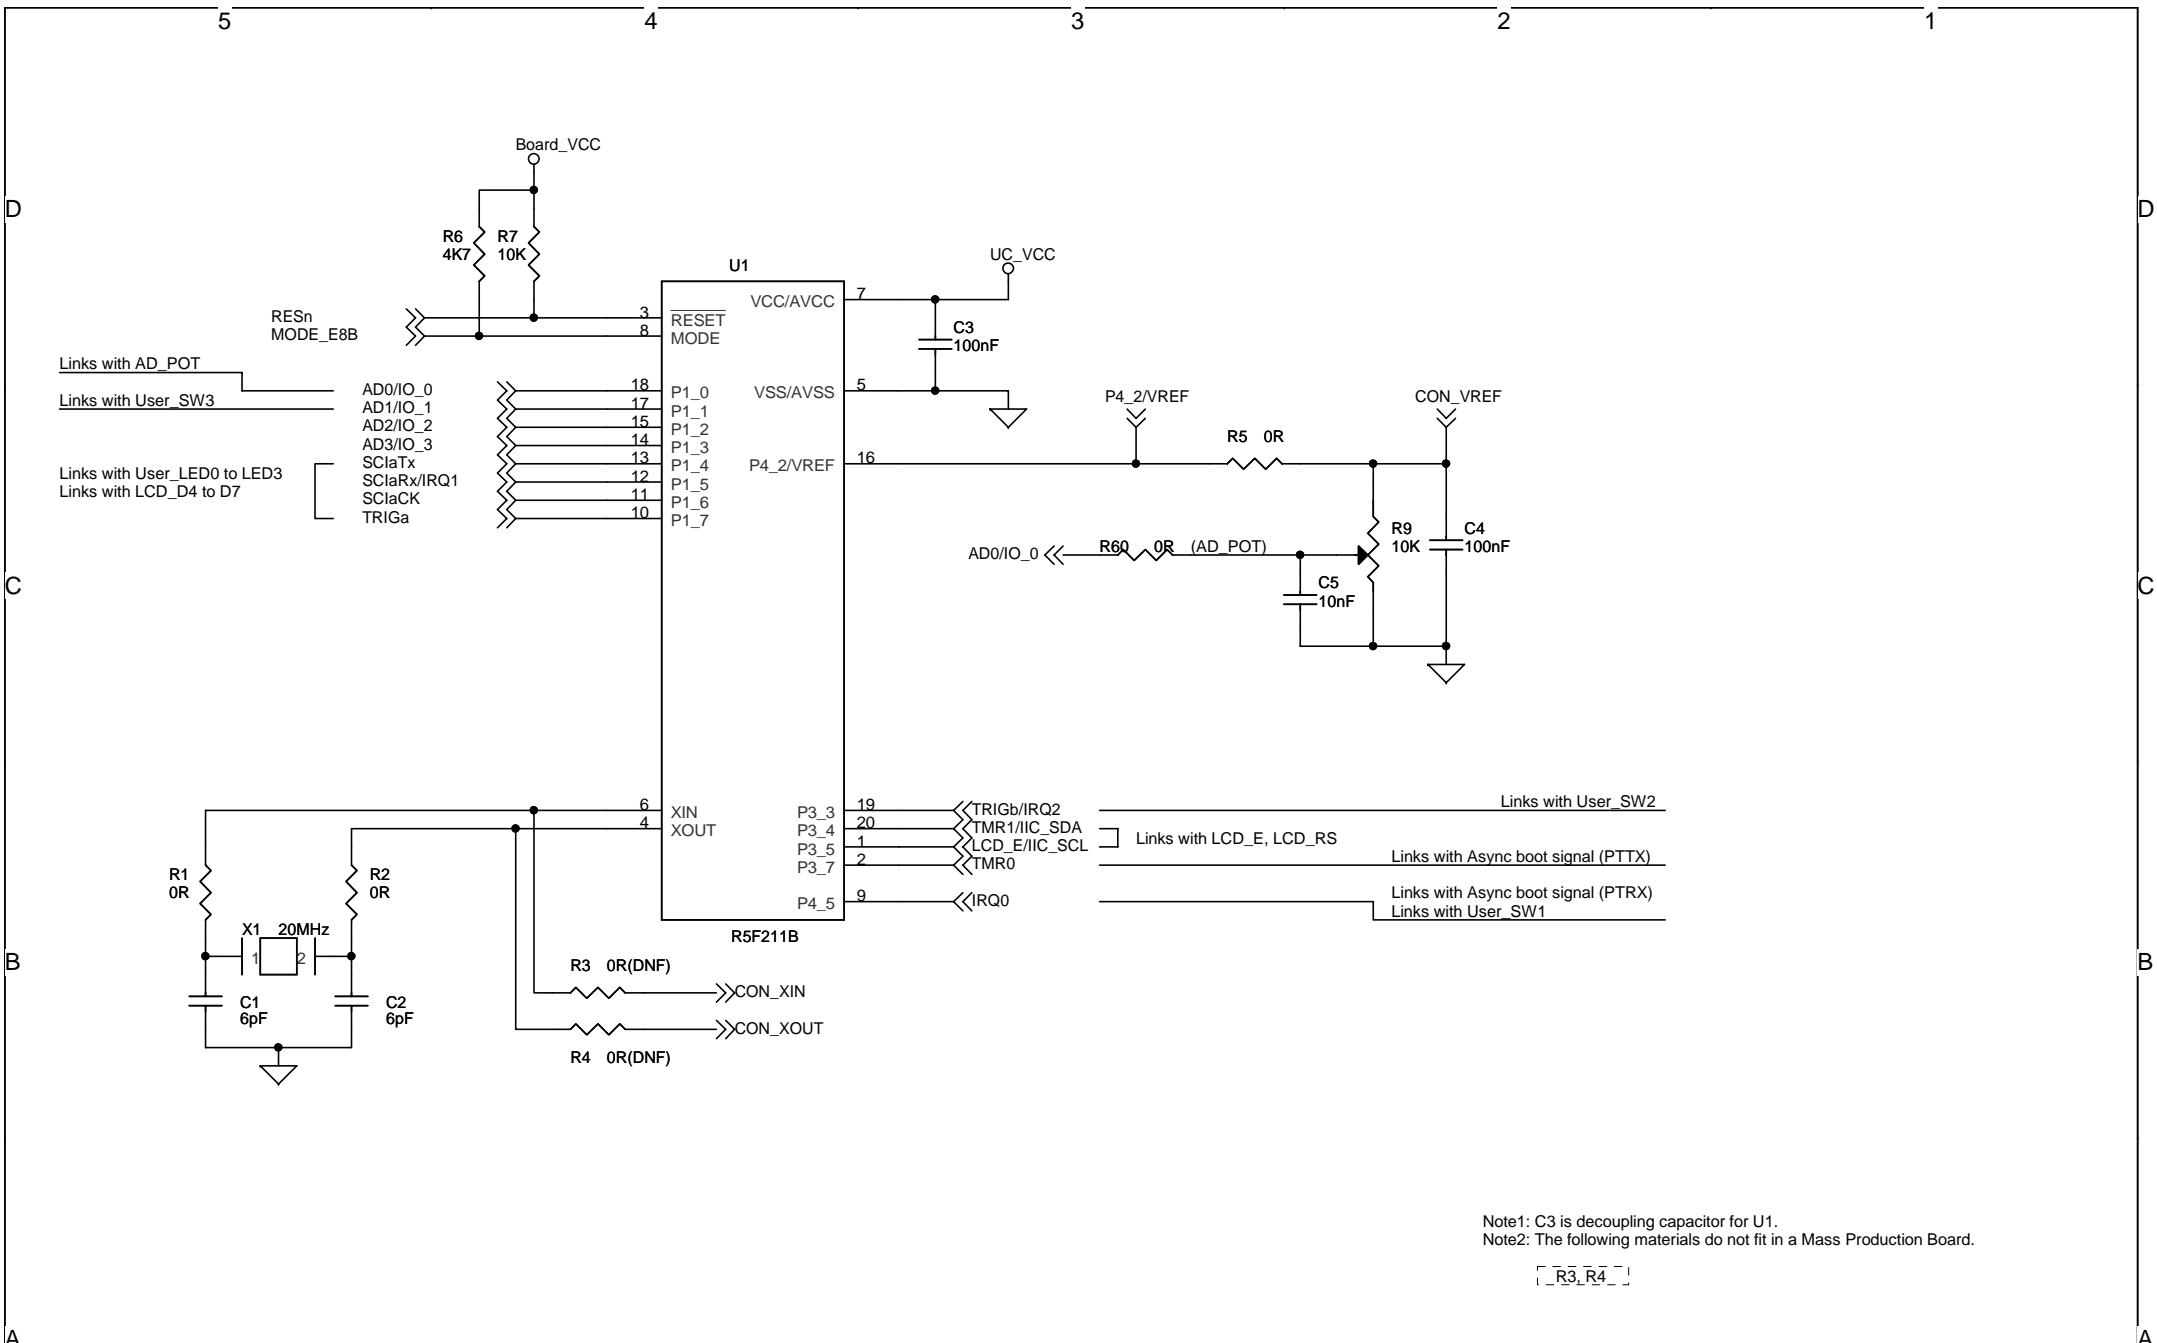 5 4 3 2 1
D D
C C
B B
A A
Board_VCC
R6 4K7
R7 10K
U1
UC_VCC
RESn
MODE_E8B
3 RESET
8 MODE
VCC/AVCC 7
C3
100nF
VSS/AVSS 5
Links with AD_POT
Links with User_SW3
AD0/IO_0 18 P1_0
AD1/IO_1 17 P1_1
AD2/IO_2 15 P1_2
AD3/IO_3 14 P1_3
SCIaTx 13 P1_4
SCIaRx/IRQ1 12 P1_5
SCIaCK 11 P1_6
TRIGa 10 P1_7
Links with User_LED0 to LED3
Links with LCD_D4 to D7
P4_2/VREF
CON_VREF
R5 0R
P4_2/VREF 16
R9
10K
C4
100nF
AD0/IO_0
R60 0R (AD_POT)
C5
10nF
6 XIN
4 XOUT
P3_3 19 TRIGb/IRQ2
Links with User_SW2
P3_4 20 TMR1/IIC_SDA
P3_5 1 LCD_E/IIC_SCL
Links with LCD_E, LCD_RS
P3_7 2 TMR0
Links with Async boot signal (PTTX)
P4_5 9 IRQ0
Links with Async boot signal (PTRX)
Links with User_SW1
R5F211B
R1
0R
R2
0R
X1 20MHz
1 2
C1
6pF
C2
6pF
R3 0R(DNF)
CON_XIN
CON_XOUT
R4 0R(DNF)
Note1: C3 is decoupling capacitor for U1.
Note2: The following materials do not fit in a Mass Production Board.
R3, R4